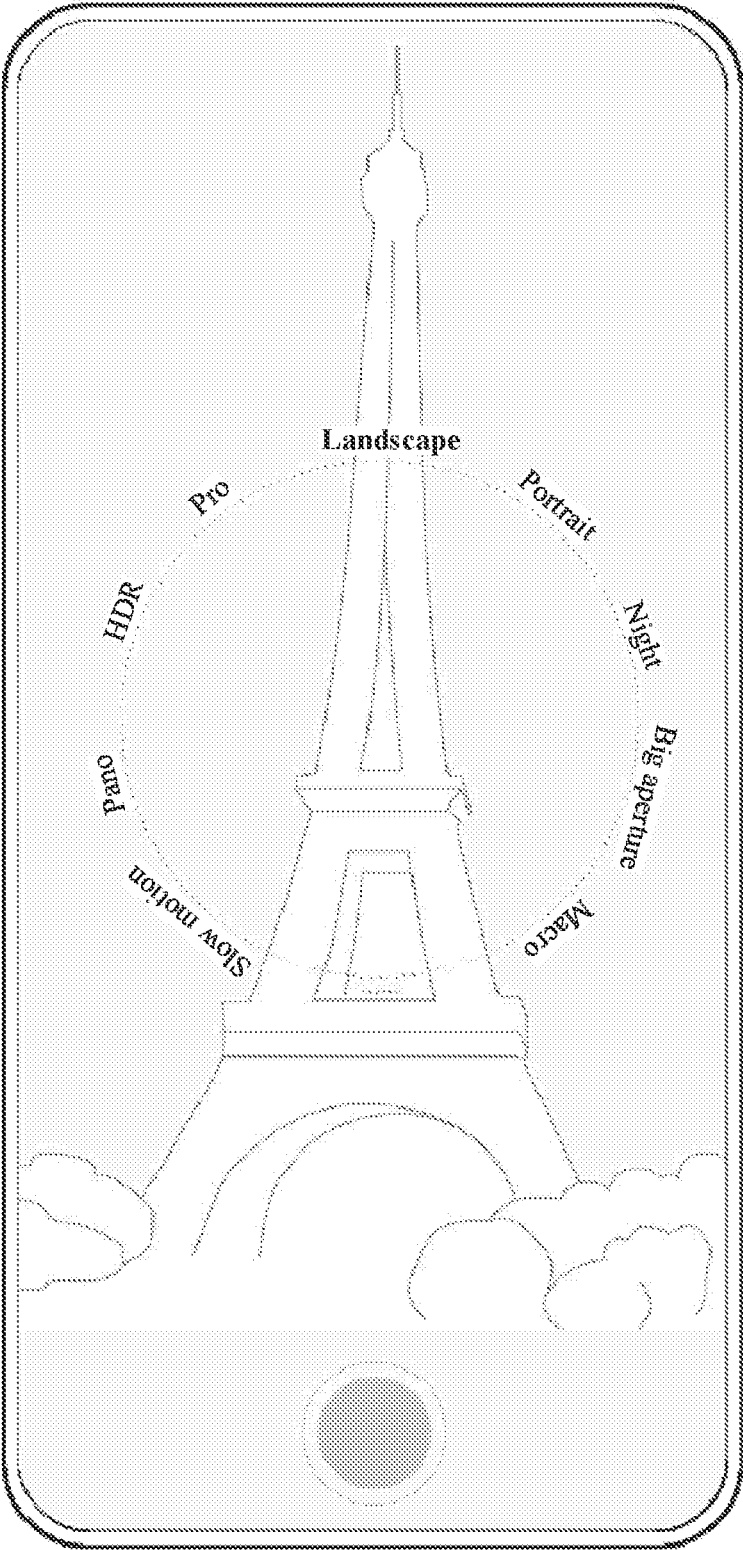 Landscape
Portrait
Night
Big aperture
Macro
Slow motion
Pano
HDR
Pro